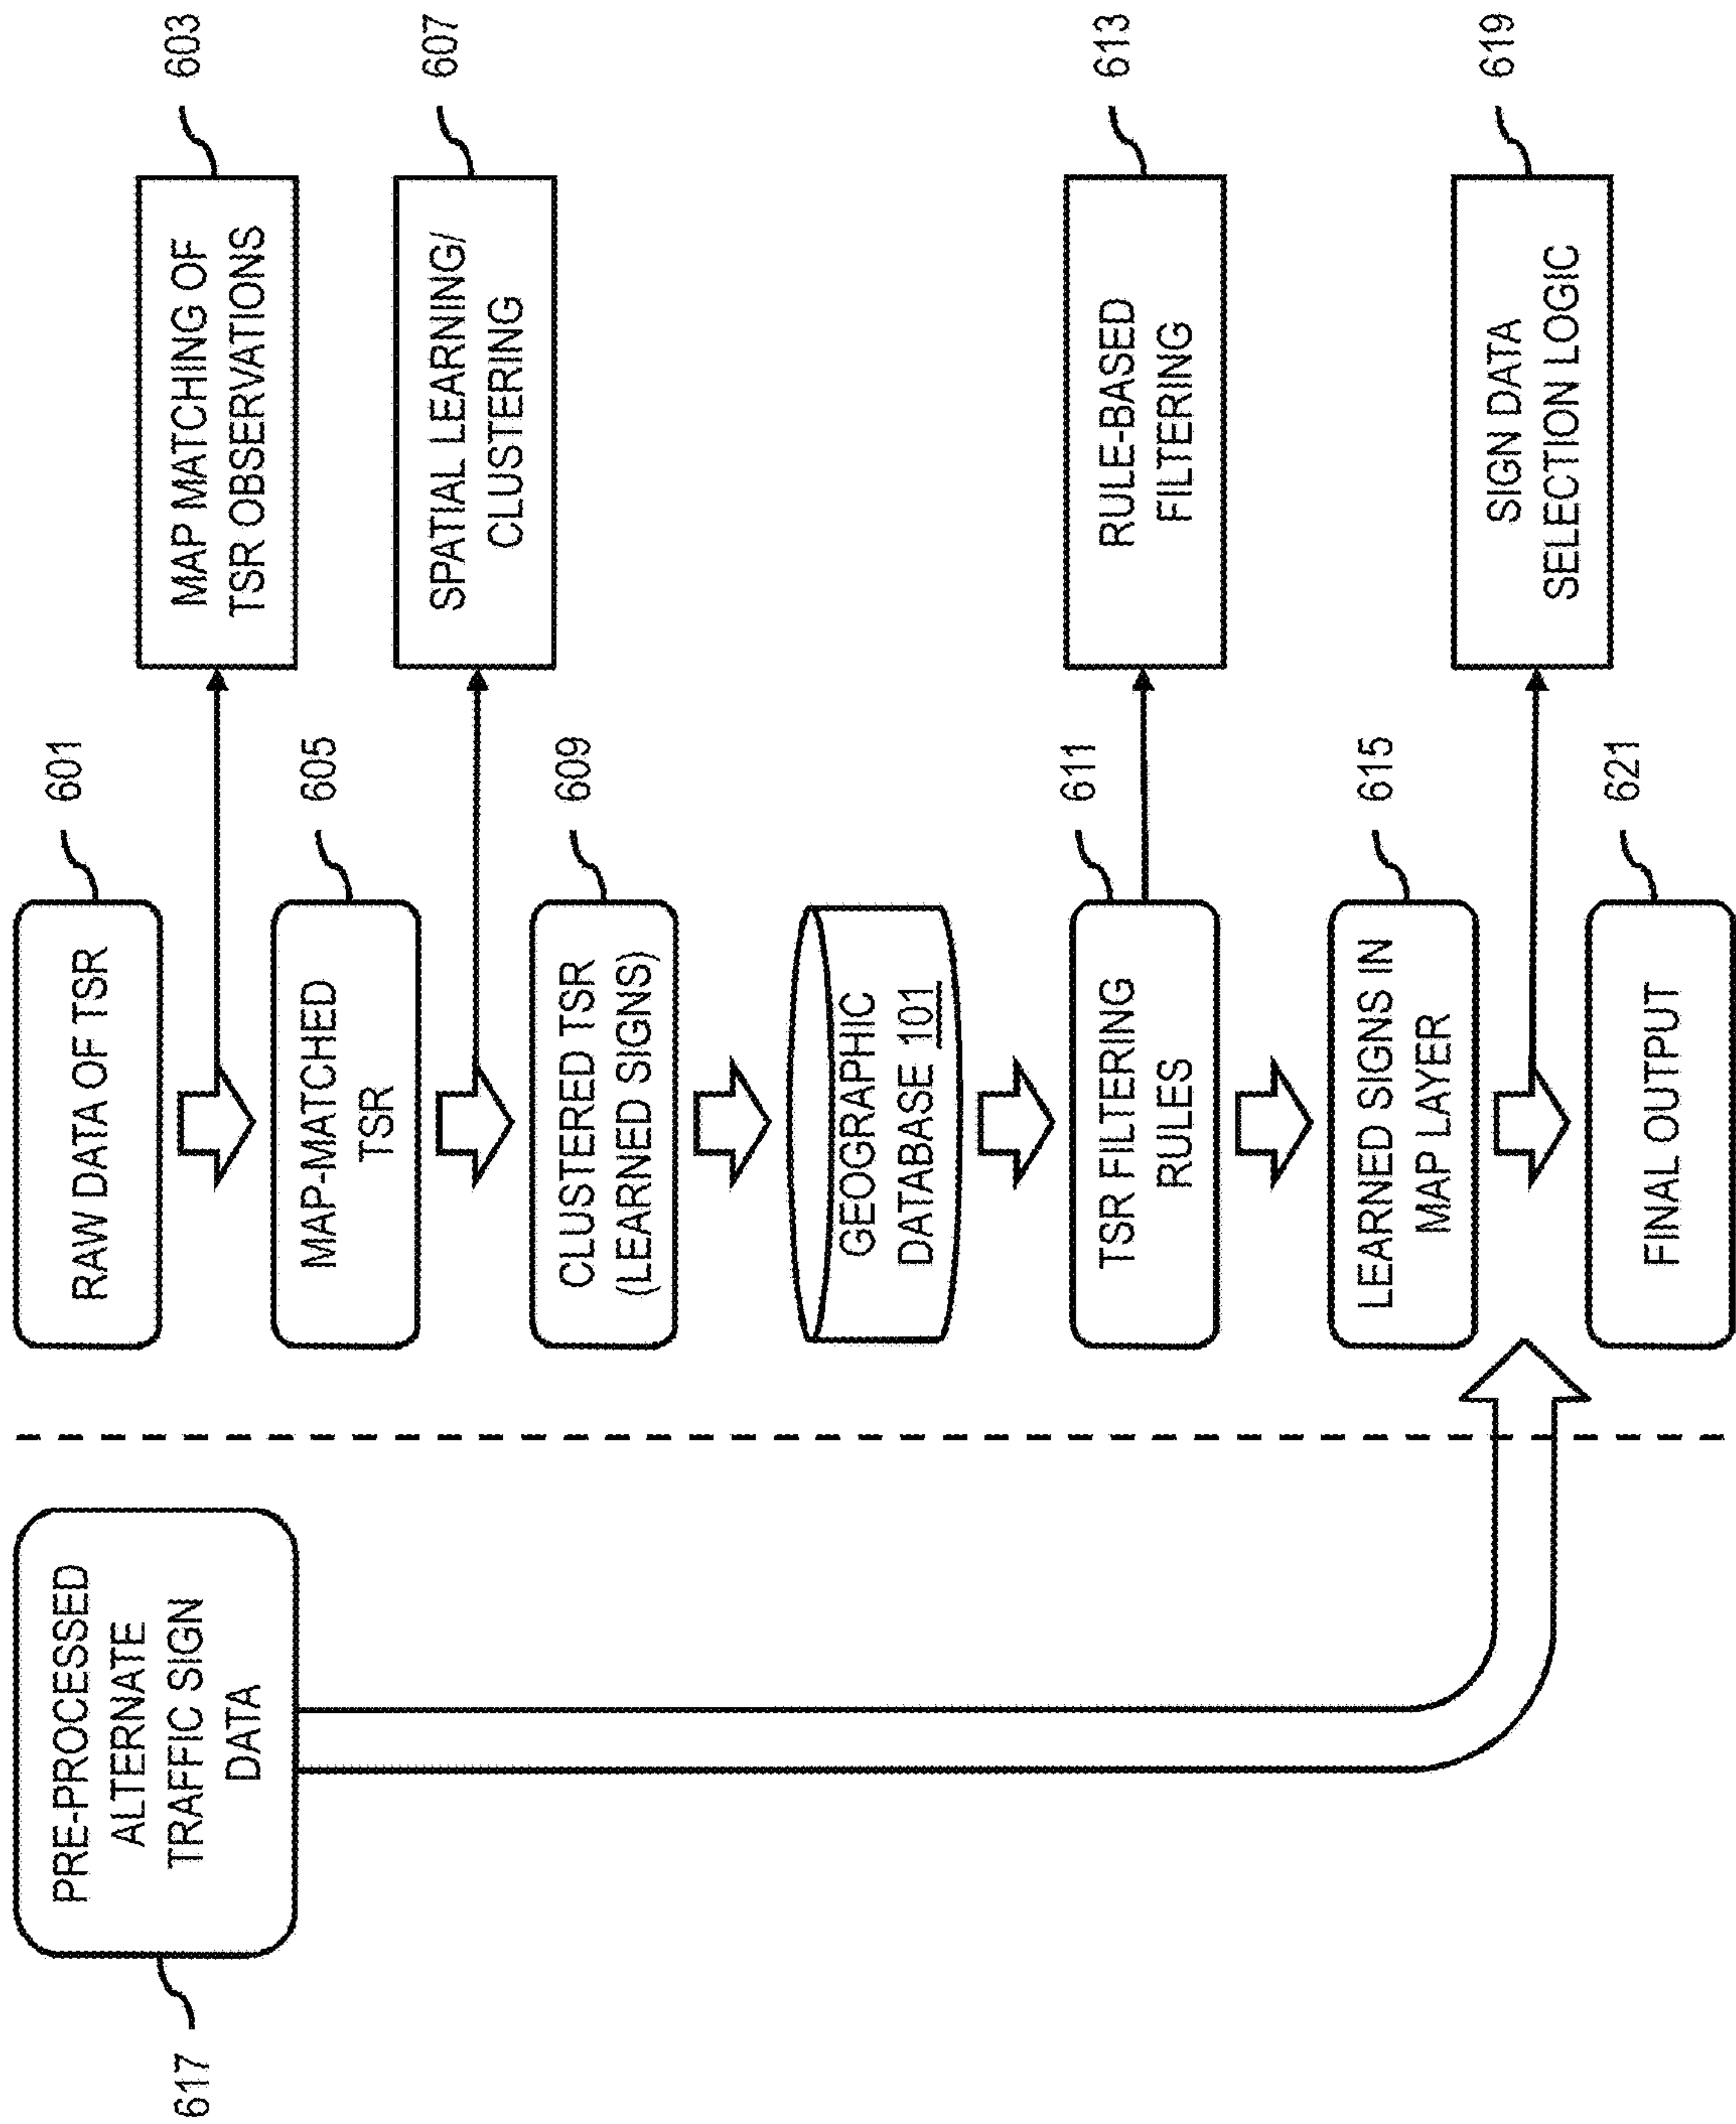 PRE-PROCESSED
ALTERNATE
TRAFFIC SIGN
DATA
617
RAW DATA OF TSR
601
MAP MATCHING OF
TSR OBSERVATIONS
603
MAP-MATCHED
TSR
605
SPATIAL LEARNING/
CLUSTERING
607
CLUSTERED TSR
(LEARNED SIGNS)
609
GEOGRAPHIC
DATABASE 101
TSR FILTERING
RULES
611
RULE-BASED
FILTERING
613
LEARNED SIGNS IN
MAP LAYER
615
SIGN DATA
SELECTION LOGIC
619
FINAL OUTPUT
621